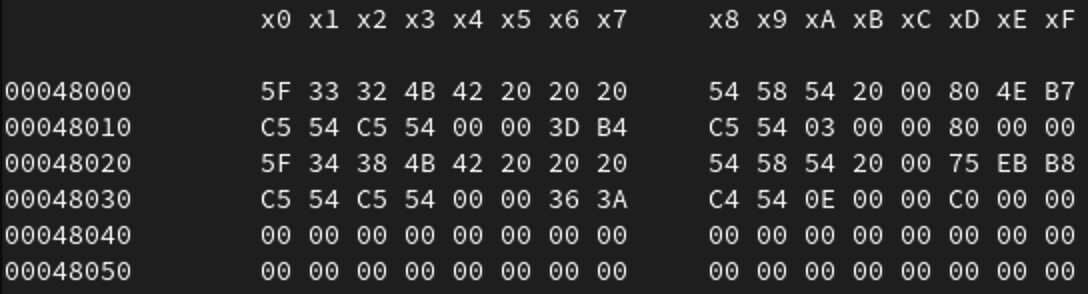 x0 x1 x2 x3 x4 x5 x6 x7 x8 x9 xA xB xC xD xE xF
00048000 5F 33 32 4B 42 20 20 20 54 58 54 20 00 80 4E B7
00048010 C5 54 C5 54 00 00 3D B4 C5 54 03 00 00 80 00 00
00048020 5F 34 38 4B 42 20 20 20 54 58 54 20 00 75 EB B8
00048030 C5 54 C5 54 00 00 36 3A C4 54 0E 00 00 C0 00 00
00048040 00 00 00 00 00 00 00 00 00 00 00 00 00 00 00 00
00048050 00 00 00 00 00 00 00 00 00 00 00 00 00 00 00 00